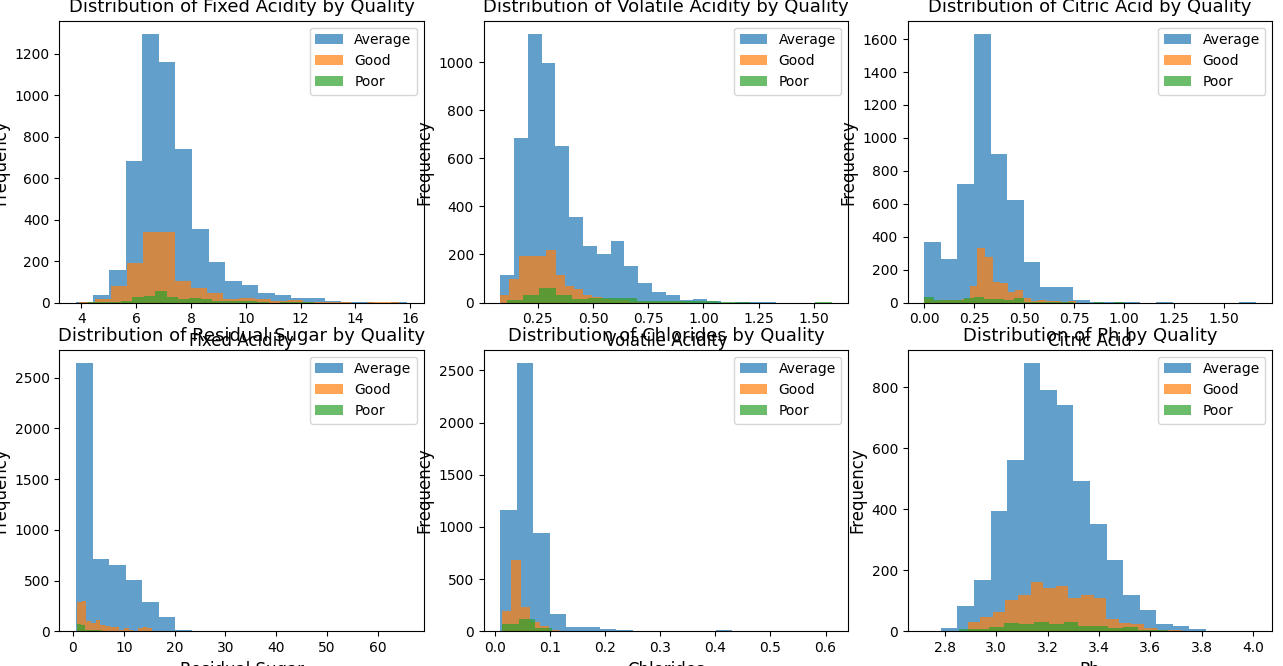 Distribution of Fixed Acidity by Quality
Frequency
1200
1000
800
600
400
200
0
4 6 8 10 12 14 16
Fixed Acidity
Average
Good
Poor
Distribution of Volatile Acidity by Quality
Frequency
1000
800
600
400
200
0
0.25 0.50 0.75 1.00 1.25 1.50
Volatile Acidity
Average
Good
Poor
Distribution of Citric Acid by Quality
Frequency
1600
1400
1200
1000
800
600
400
200
0
0.00 0.25 0.50 0.75 1.00 1.25 1.50
Citric Acid
Average
Good
Poor
Distribution of Residual Sugar by Quality
Frequency
2500
2000
1500
1000
500
0
0 10 20 30 40 50 60
Residual Sugar
Average
Good
Poor
Distribution of Chlorides by Quality
Frequency
2500
2000
1500
1000
500
0
0.0 0.1 0.2 0.3 0.4 0.5 0.6
Chlorides
Average
Good
Poor
Distribution of Ph by Quality
Frequency
800
600
400
200
0
2.8 3.0 3.2 3.4 3.6 3.8 4.0
Ph
Average
Good
Poor